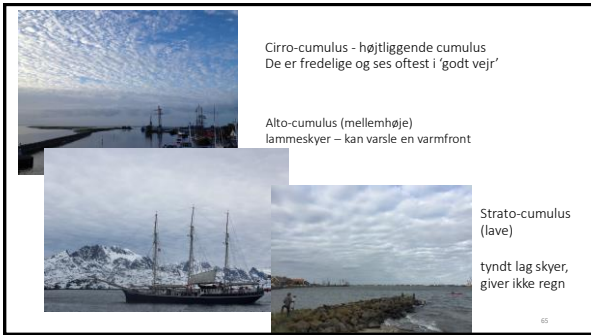 Cirro-cumulus - højtliggende cumulus
De er fredelige og ses oftest i ‘godt vejr’
Alto-cumulus (mellemhøje)
lammeskyer – kan varsle en varmfront
Strato-cumulus
(lave)
tyndt lag skyer,
giver ikke regn
65